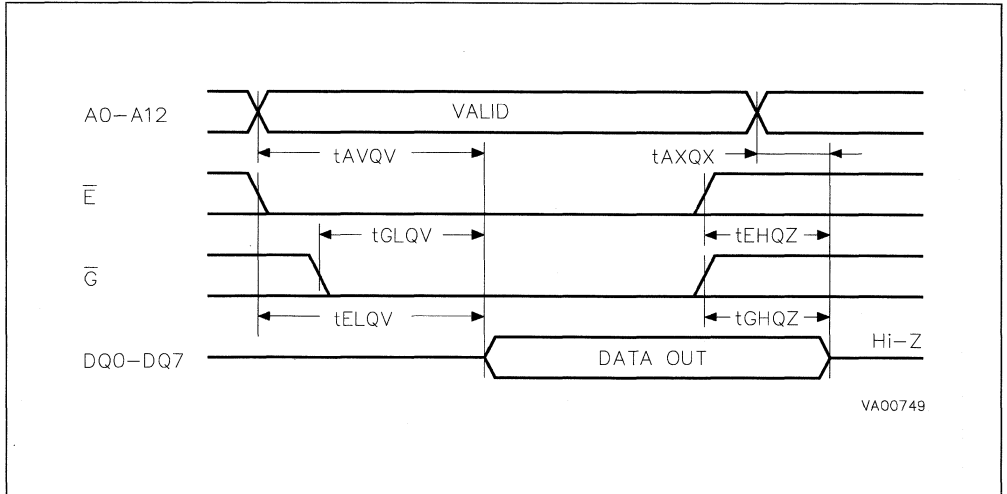 A0-A12
VALID
tAVQV
tAXQX
E̅
tGLQV
tEHQZ
G̅
tELQV
tGHQZ
DQ0-DQ7
DATA OUT
Hi-Z
VA00749